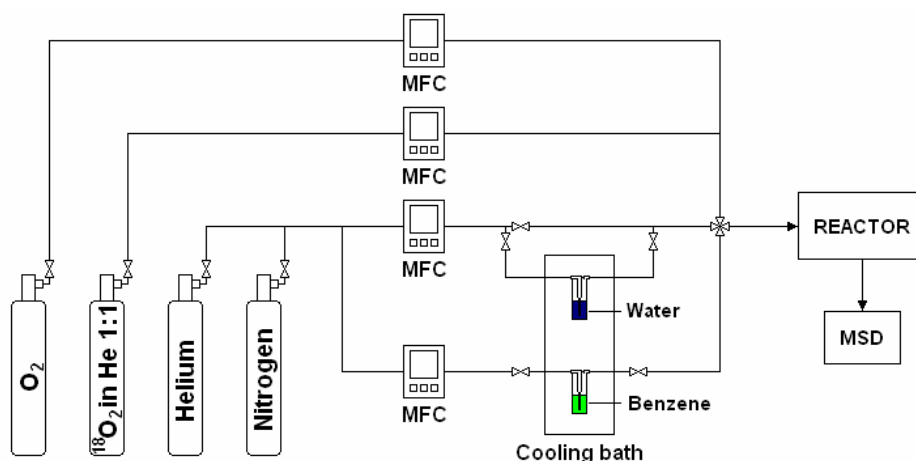 MFC
MFC
MFC
REACTOR
Water
MSD
O₂
¹⁸O₂ in He 1:1
Helium
Nitrogen
MFC
Benzene
Cooling bath